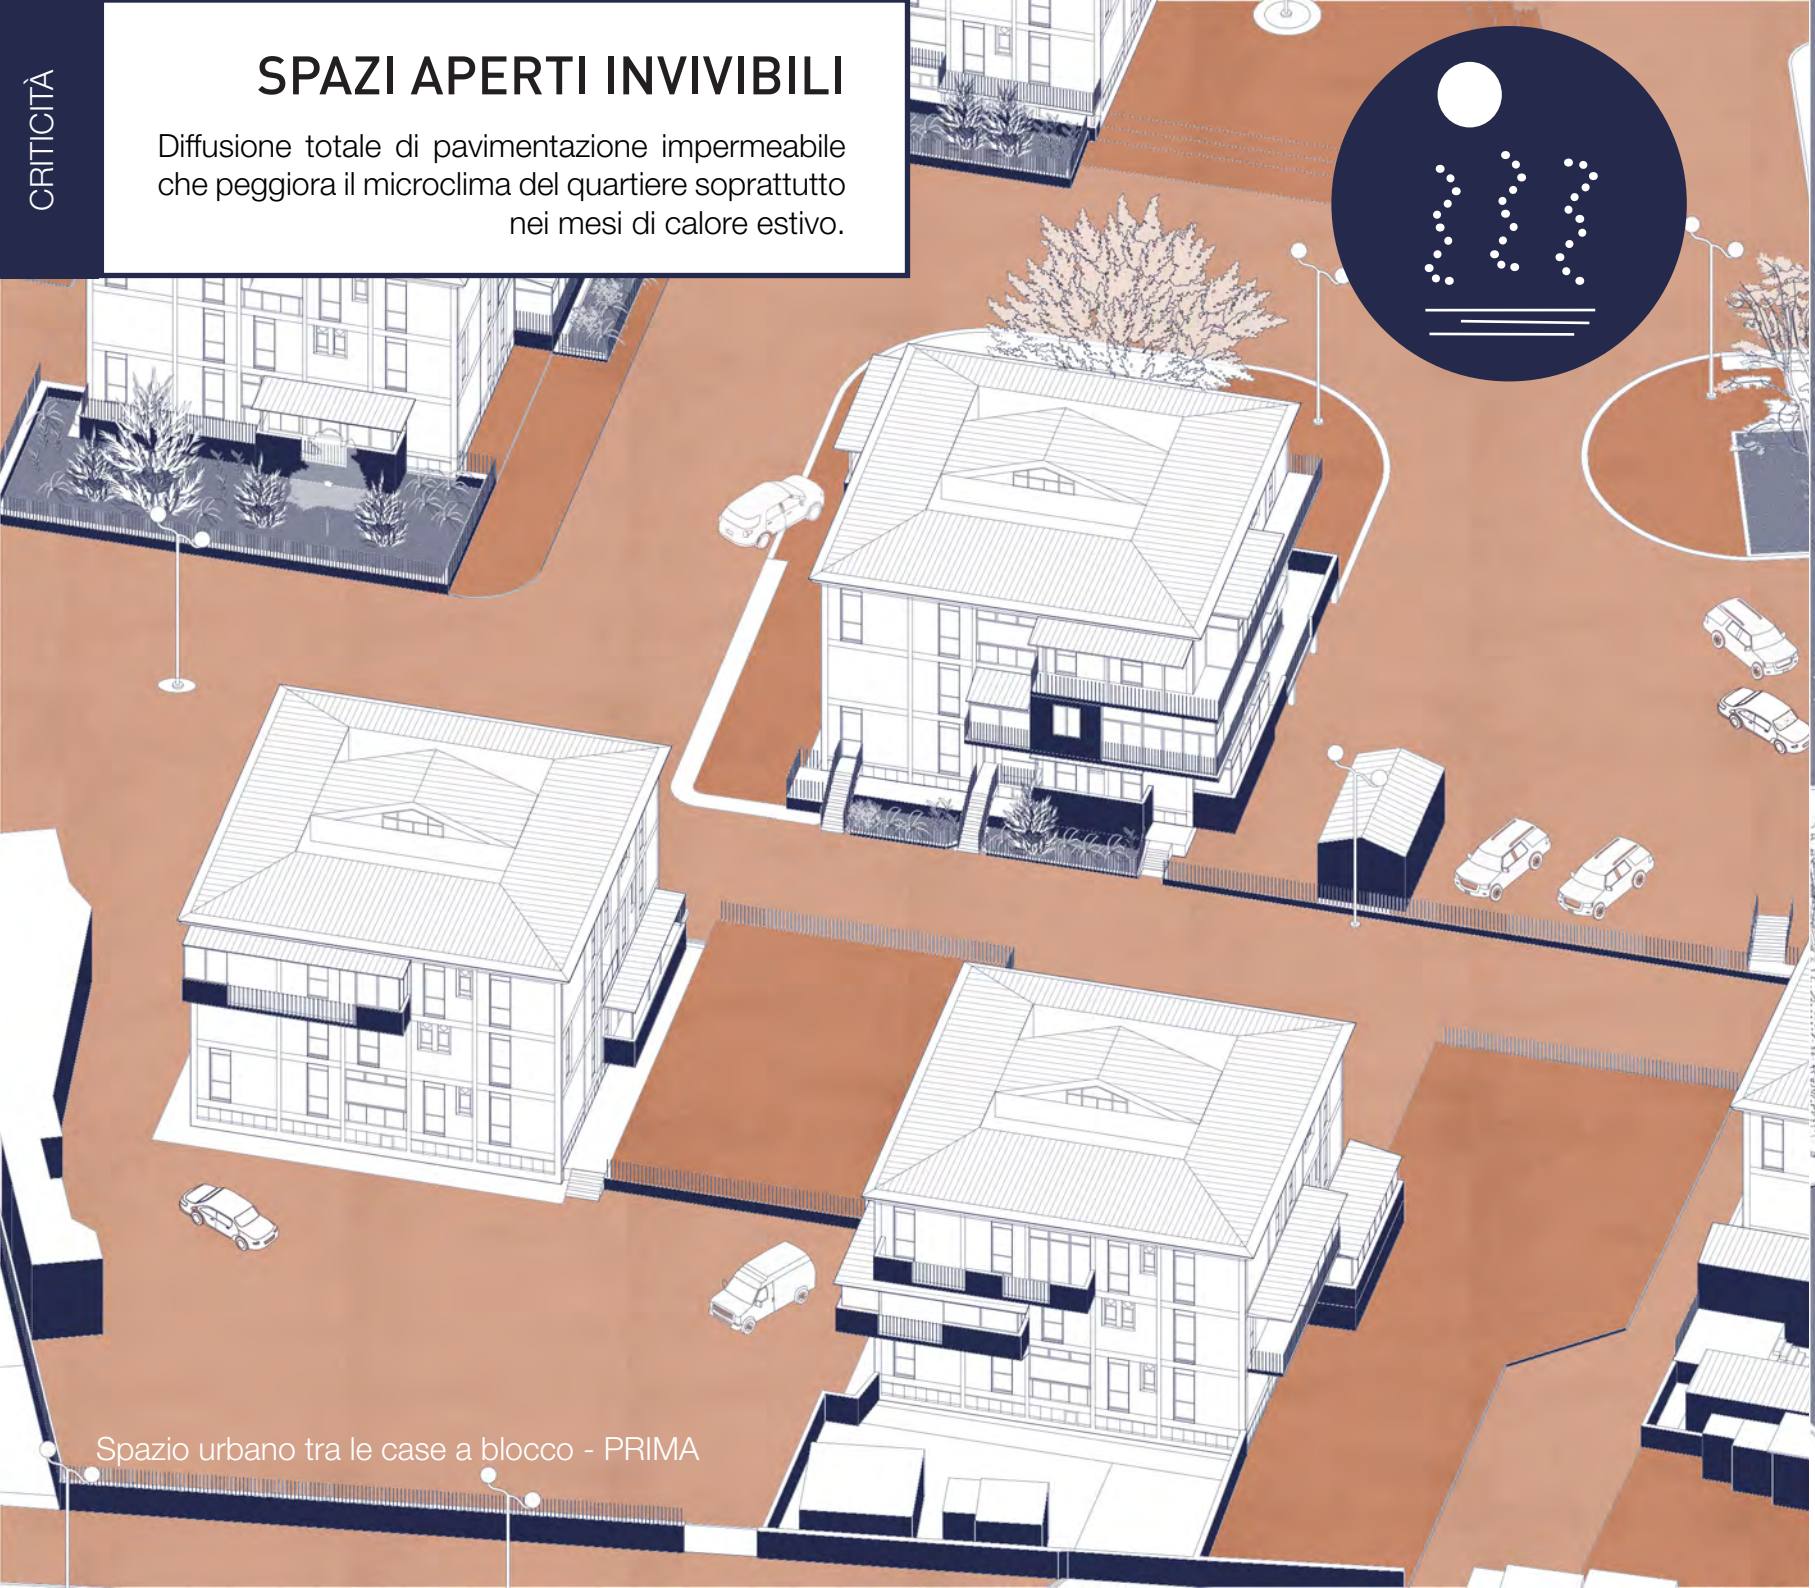 CRITICITÀ
SPAZI APERTI INVIVIBILI
Diffusione totale di pavimentazione impermeabile
che peggiora il microclima del quartiere soprattutto
nei mesi di calore estivo.
Spazio urbano tra le case a blocco - PRIMA